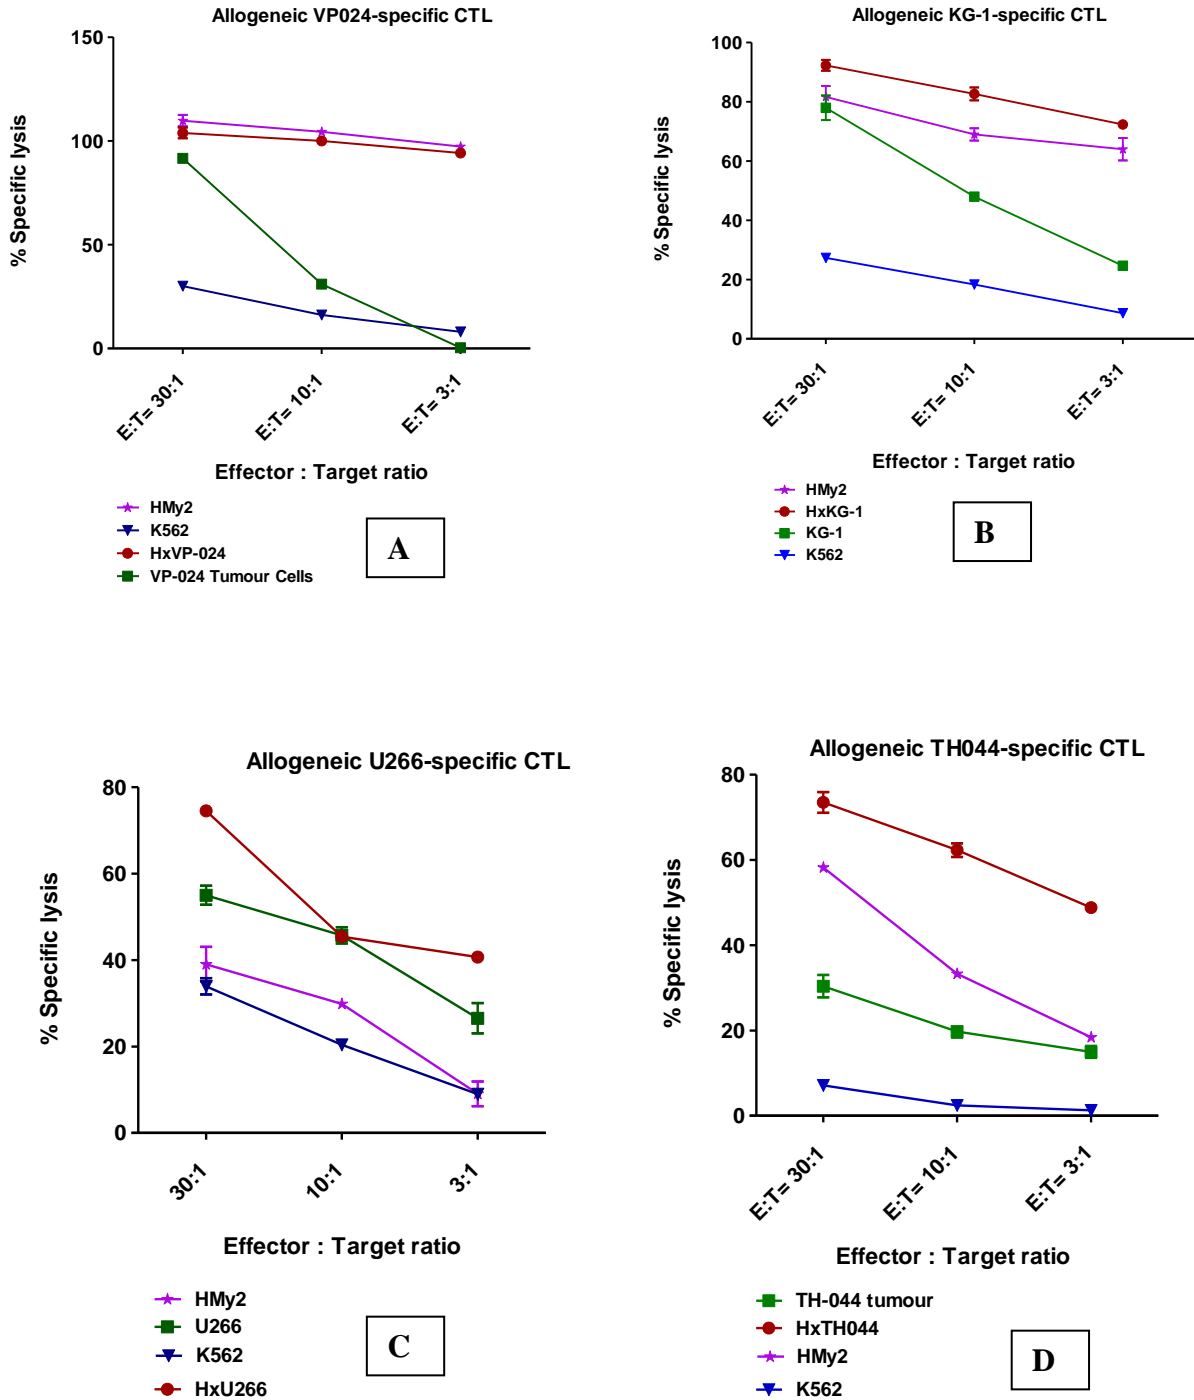 Allogeneic VP024-specific CTL
150
100
50
0
% Specific lysis
E:T= 30:1
E:T= 10:1
E:T= 3:1
Effector : Target ratio
HMy2
K562
HxVP-024
VP-024 Tumour Cells
A
Allogeneic KG-1-specific CTL
100
80
60
40
20
0
% Specific lysis
E:T= 30:1
E:T= 10:1
E:T= 3:1
Effector : Target ratio
HMy2
HxKG-1
KG-1
K562
B
Allogeneic U266-specific CTL
80
60
40
20
0
% Specific lysis
30:1
10:1
3:1
Effector : Target ratio
HMy2
U266
K562
HxU266
C
Allogeneic TH044-specific CTL
80
60
40
20
0
% Specific lysis
E:T= 30:1
E:T= 10:1
E:T= 3:1
Effector : Target ratio
TH-044 tumour
HxTH044
HMy2
K562
D